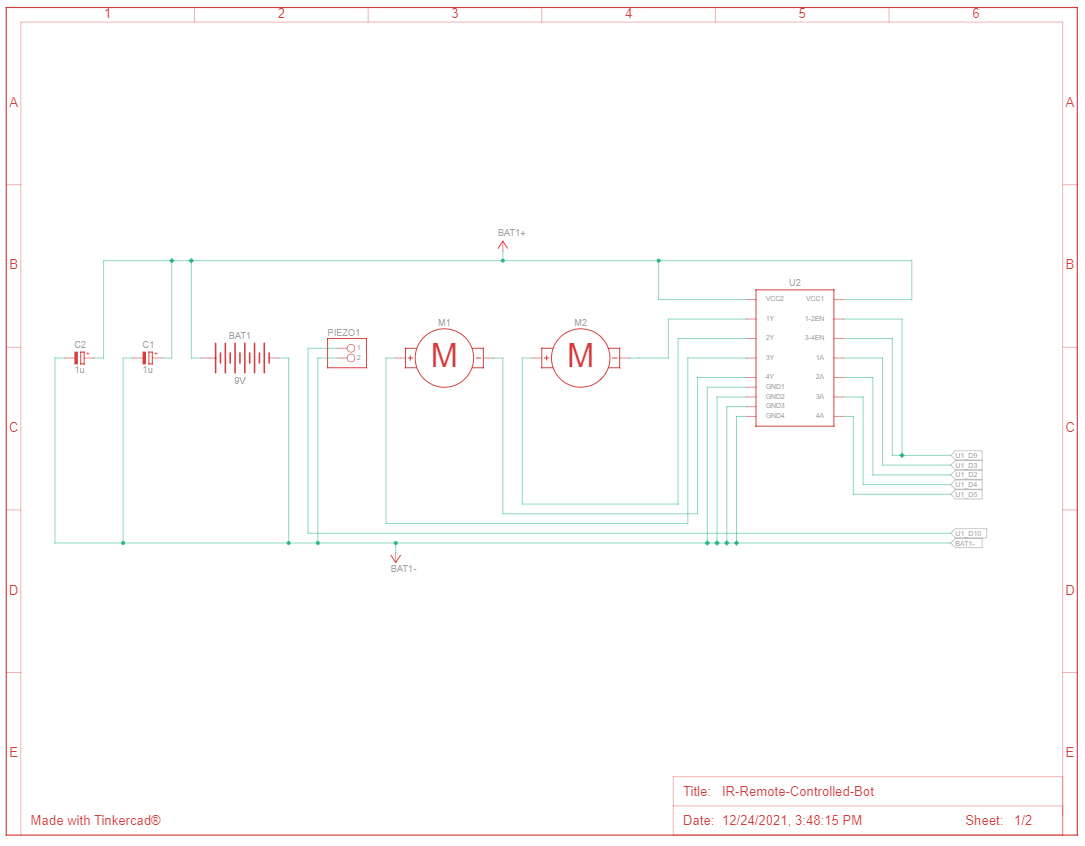 1 2 3 4 5 6
A A
BAT1+
B B
U2
VCC2 VCC1
1Y 1-2EN
2Y 3-4EN
3Y 1A
4Y 2A
GND1
GND2 3A
GND3
GND4 4A
M1 M2
M M
+ - + -
PIEZO1
1
2
BAT1
9V
C2 C1
+ +
1u 1u
C C
U1_D9
U1_D3
U1_D2
U1_D4
U1_D5
U1_D10
BAT1-
BAT1-
D D
E E
Title: IR-Remote-Controlled-Bot
Made with Tinkercad®
Date: 12/24/2021, 3:48:15 PM Sheet: 1/2